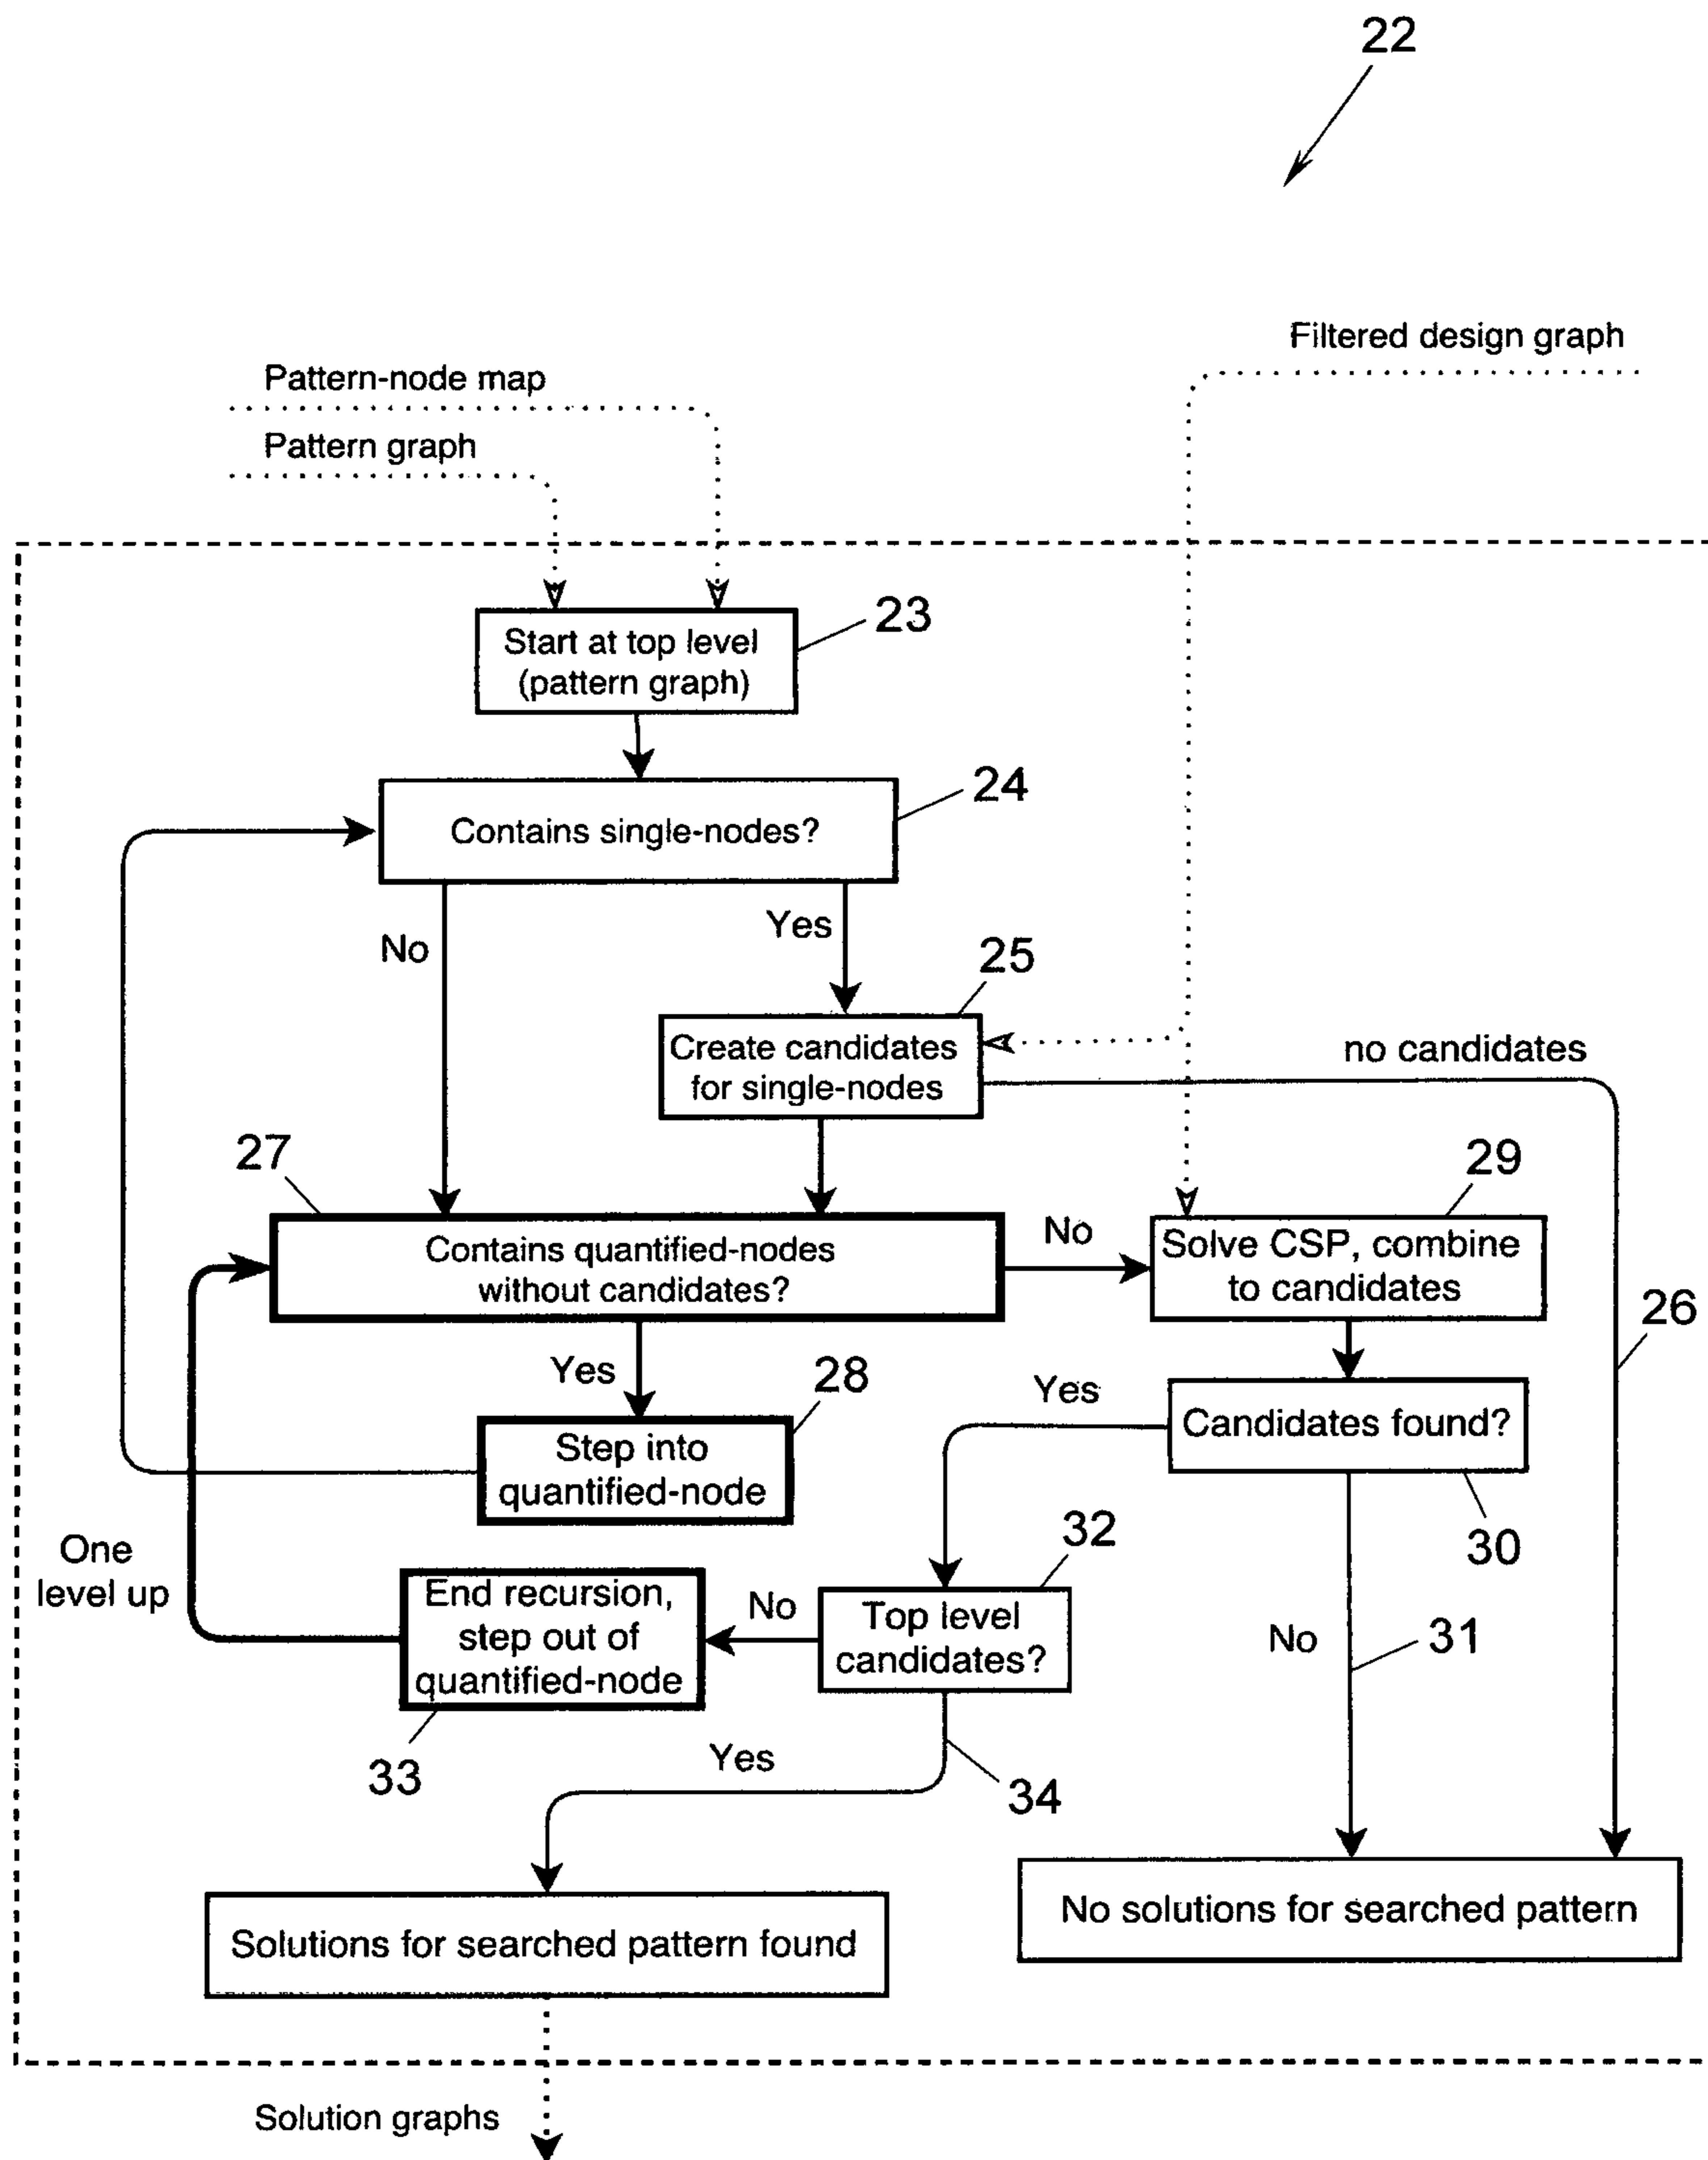 22
Filtered design graph
Pattern-node map
Pattern graph
23
Start at top level
(pattern graph)
24
Contains single-nodes?
No
Yes
25
Create candidates
for single-nodes
no candidates
27
29
Contains quantified-nodes
without candidates?
No
Solve CSP, combine
to candidates
26
Yes
28
Yes
Candidates found?
Step into
quantified-node
30
One
level up
32
End recursion,
step out of
quantified-node
No
Top level
candidates?
No
31
33
Yes
34
No solutions for searched pattern
Solutions for searched pattern found
Solution graphs